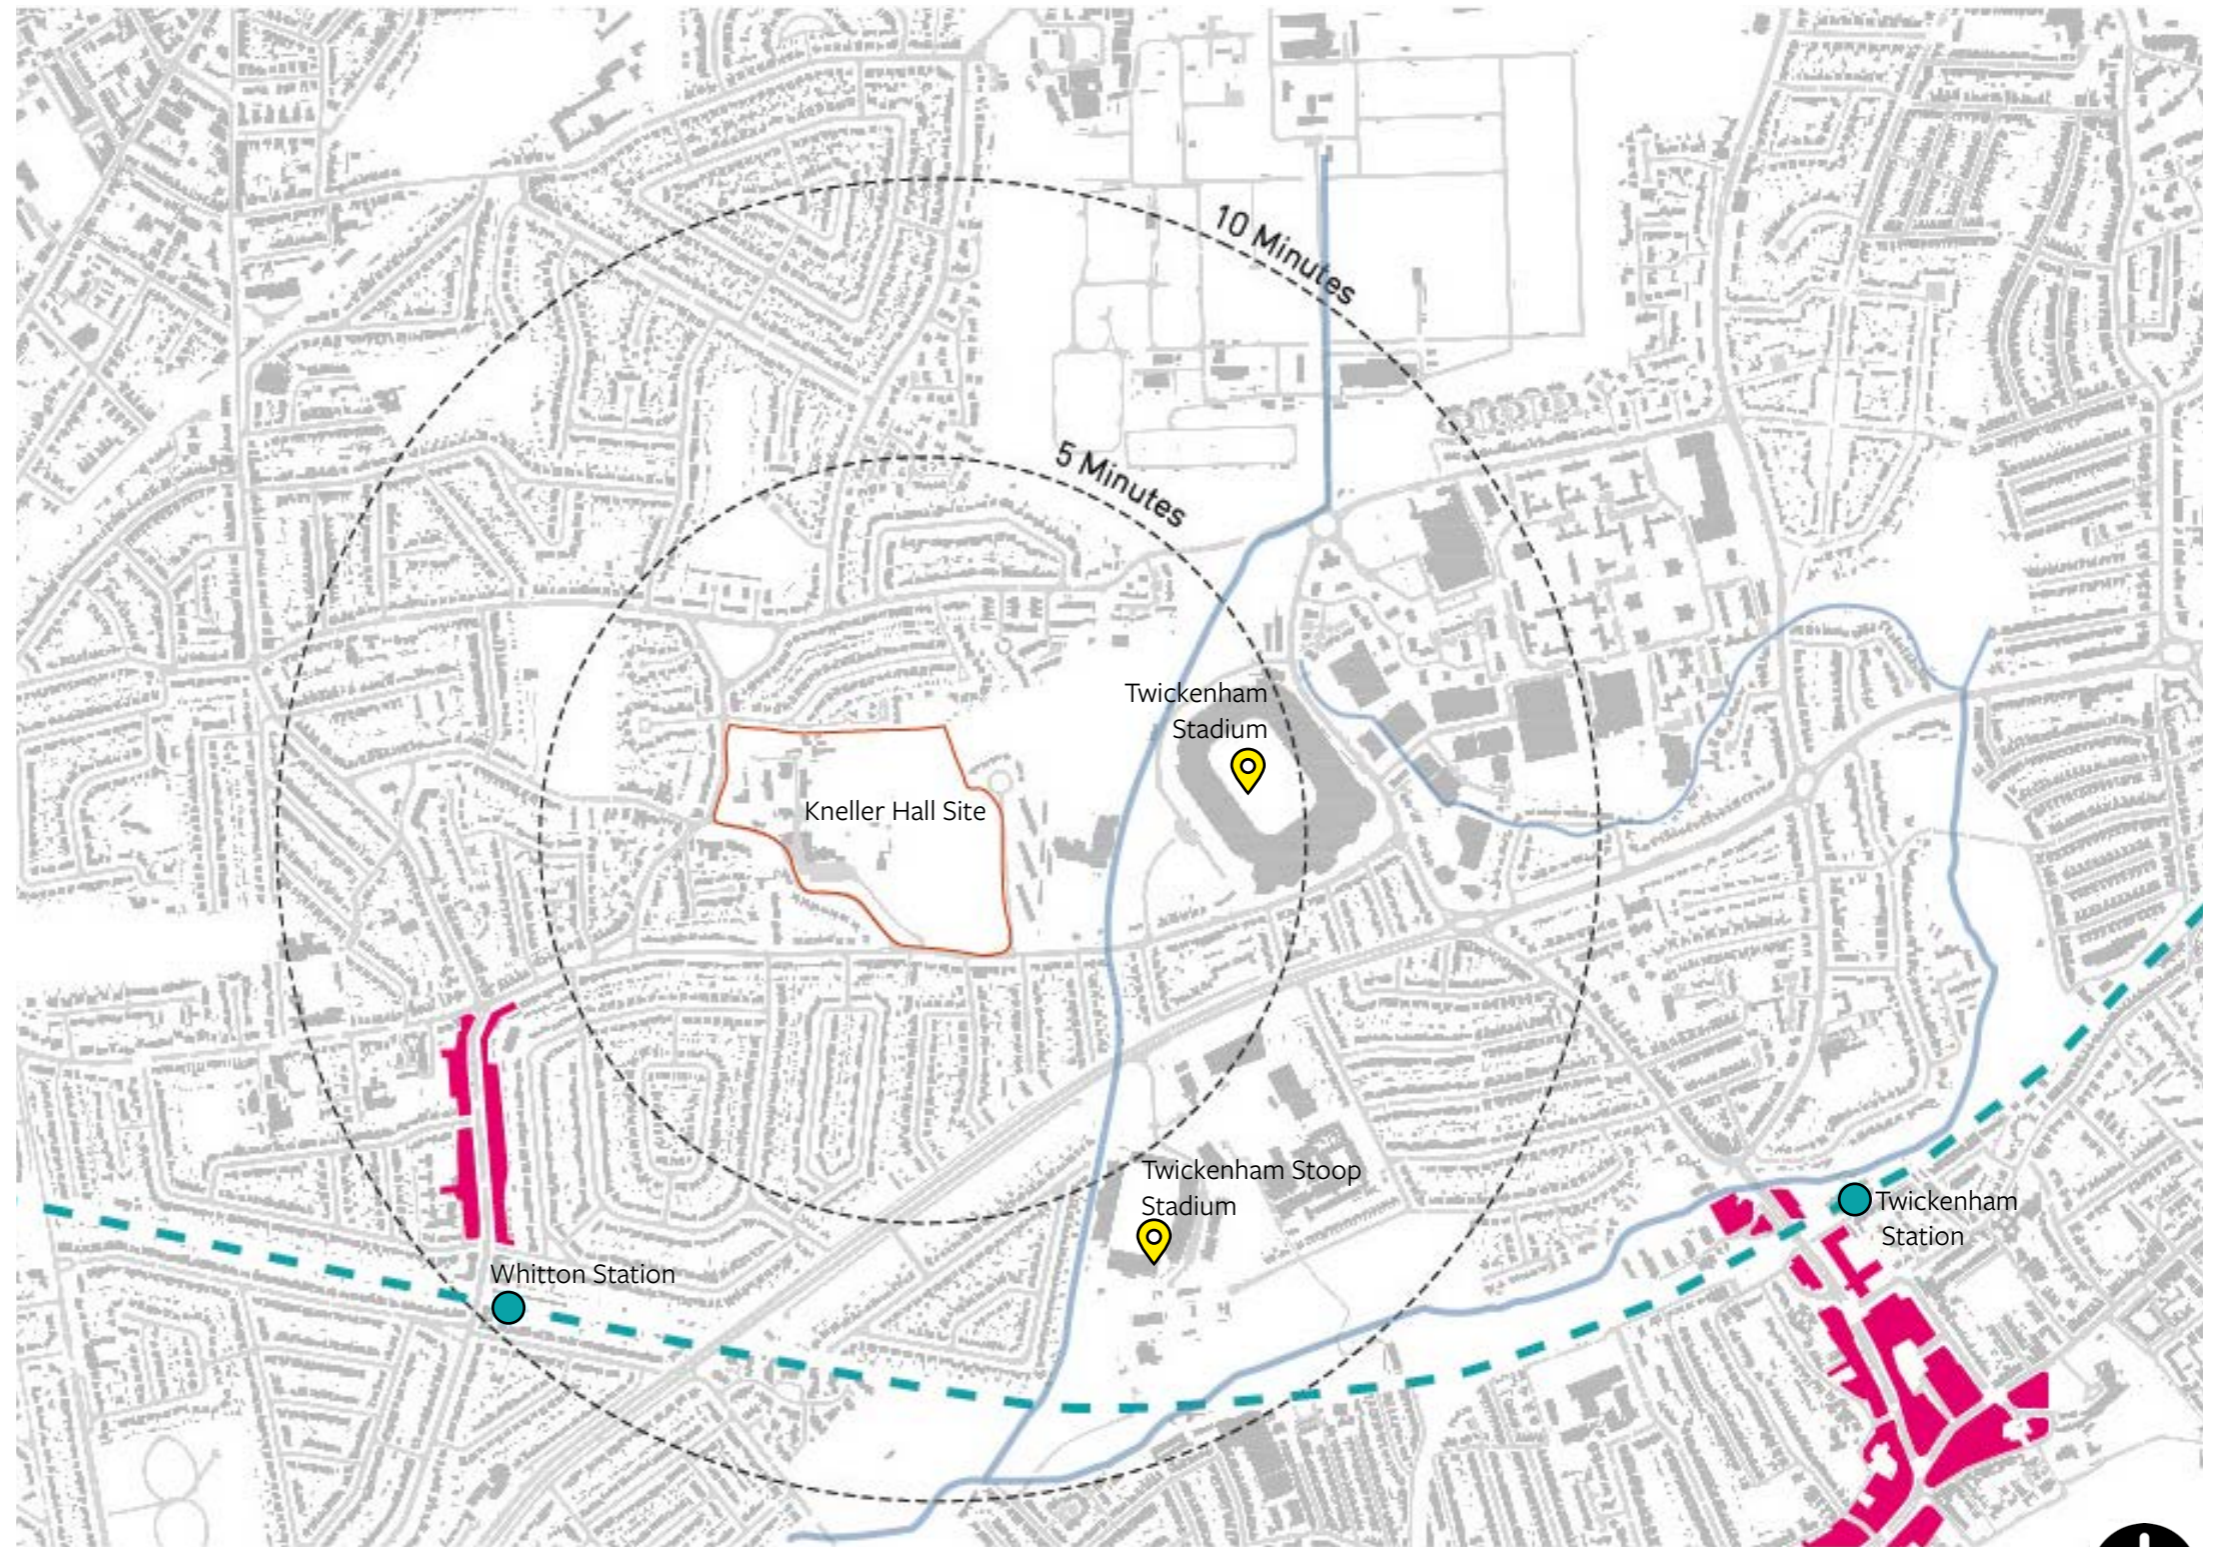 10 Minutes
5 Minutes
Twickenham
Stadium
Kneller Hall Site
Twickenham Stoop
Stadium
Twickenham
Station
Whitton Station